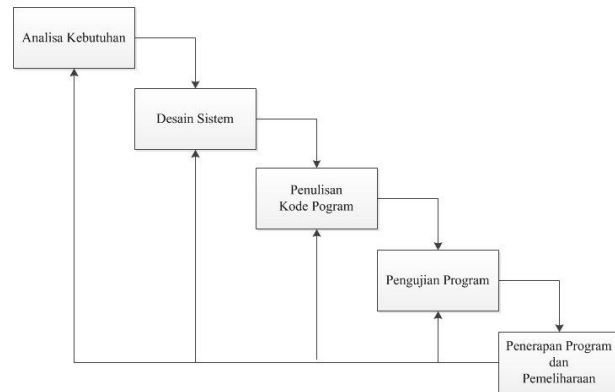 Analisa Kebutuhan
Desain Sistem
Penulisan
Kode Pogram
Pengujian Program
Penerapan Program
dan
Pemeliharaan